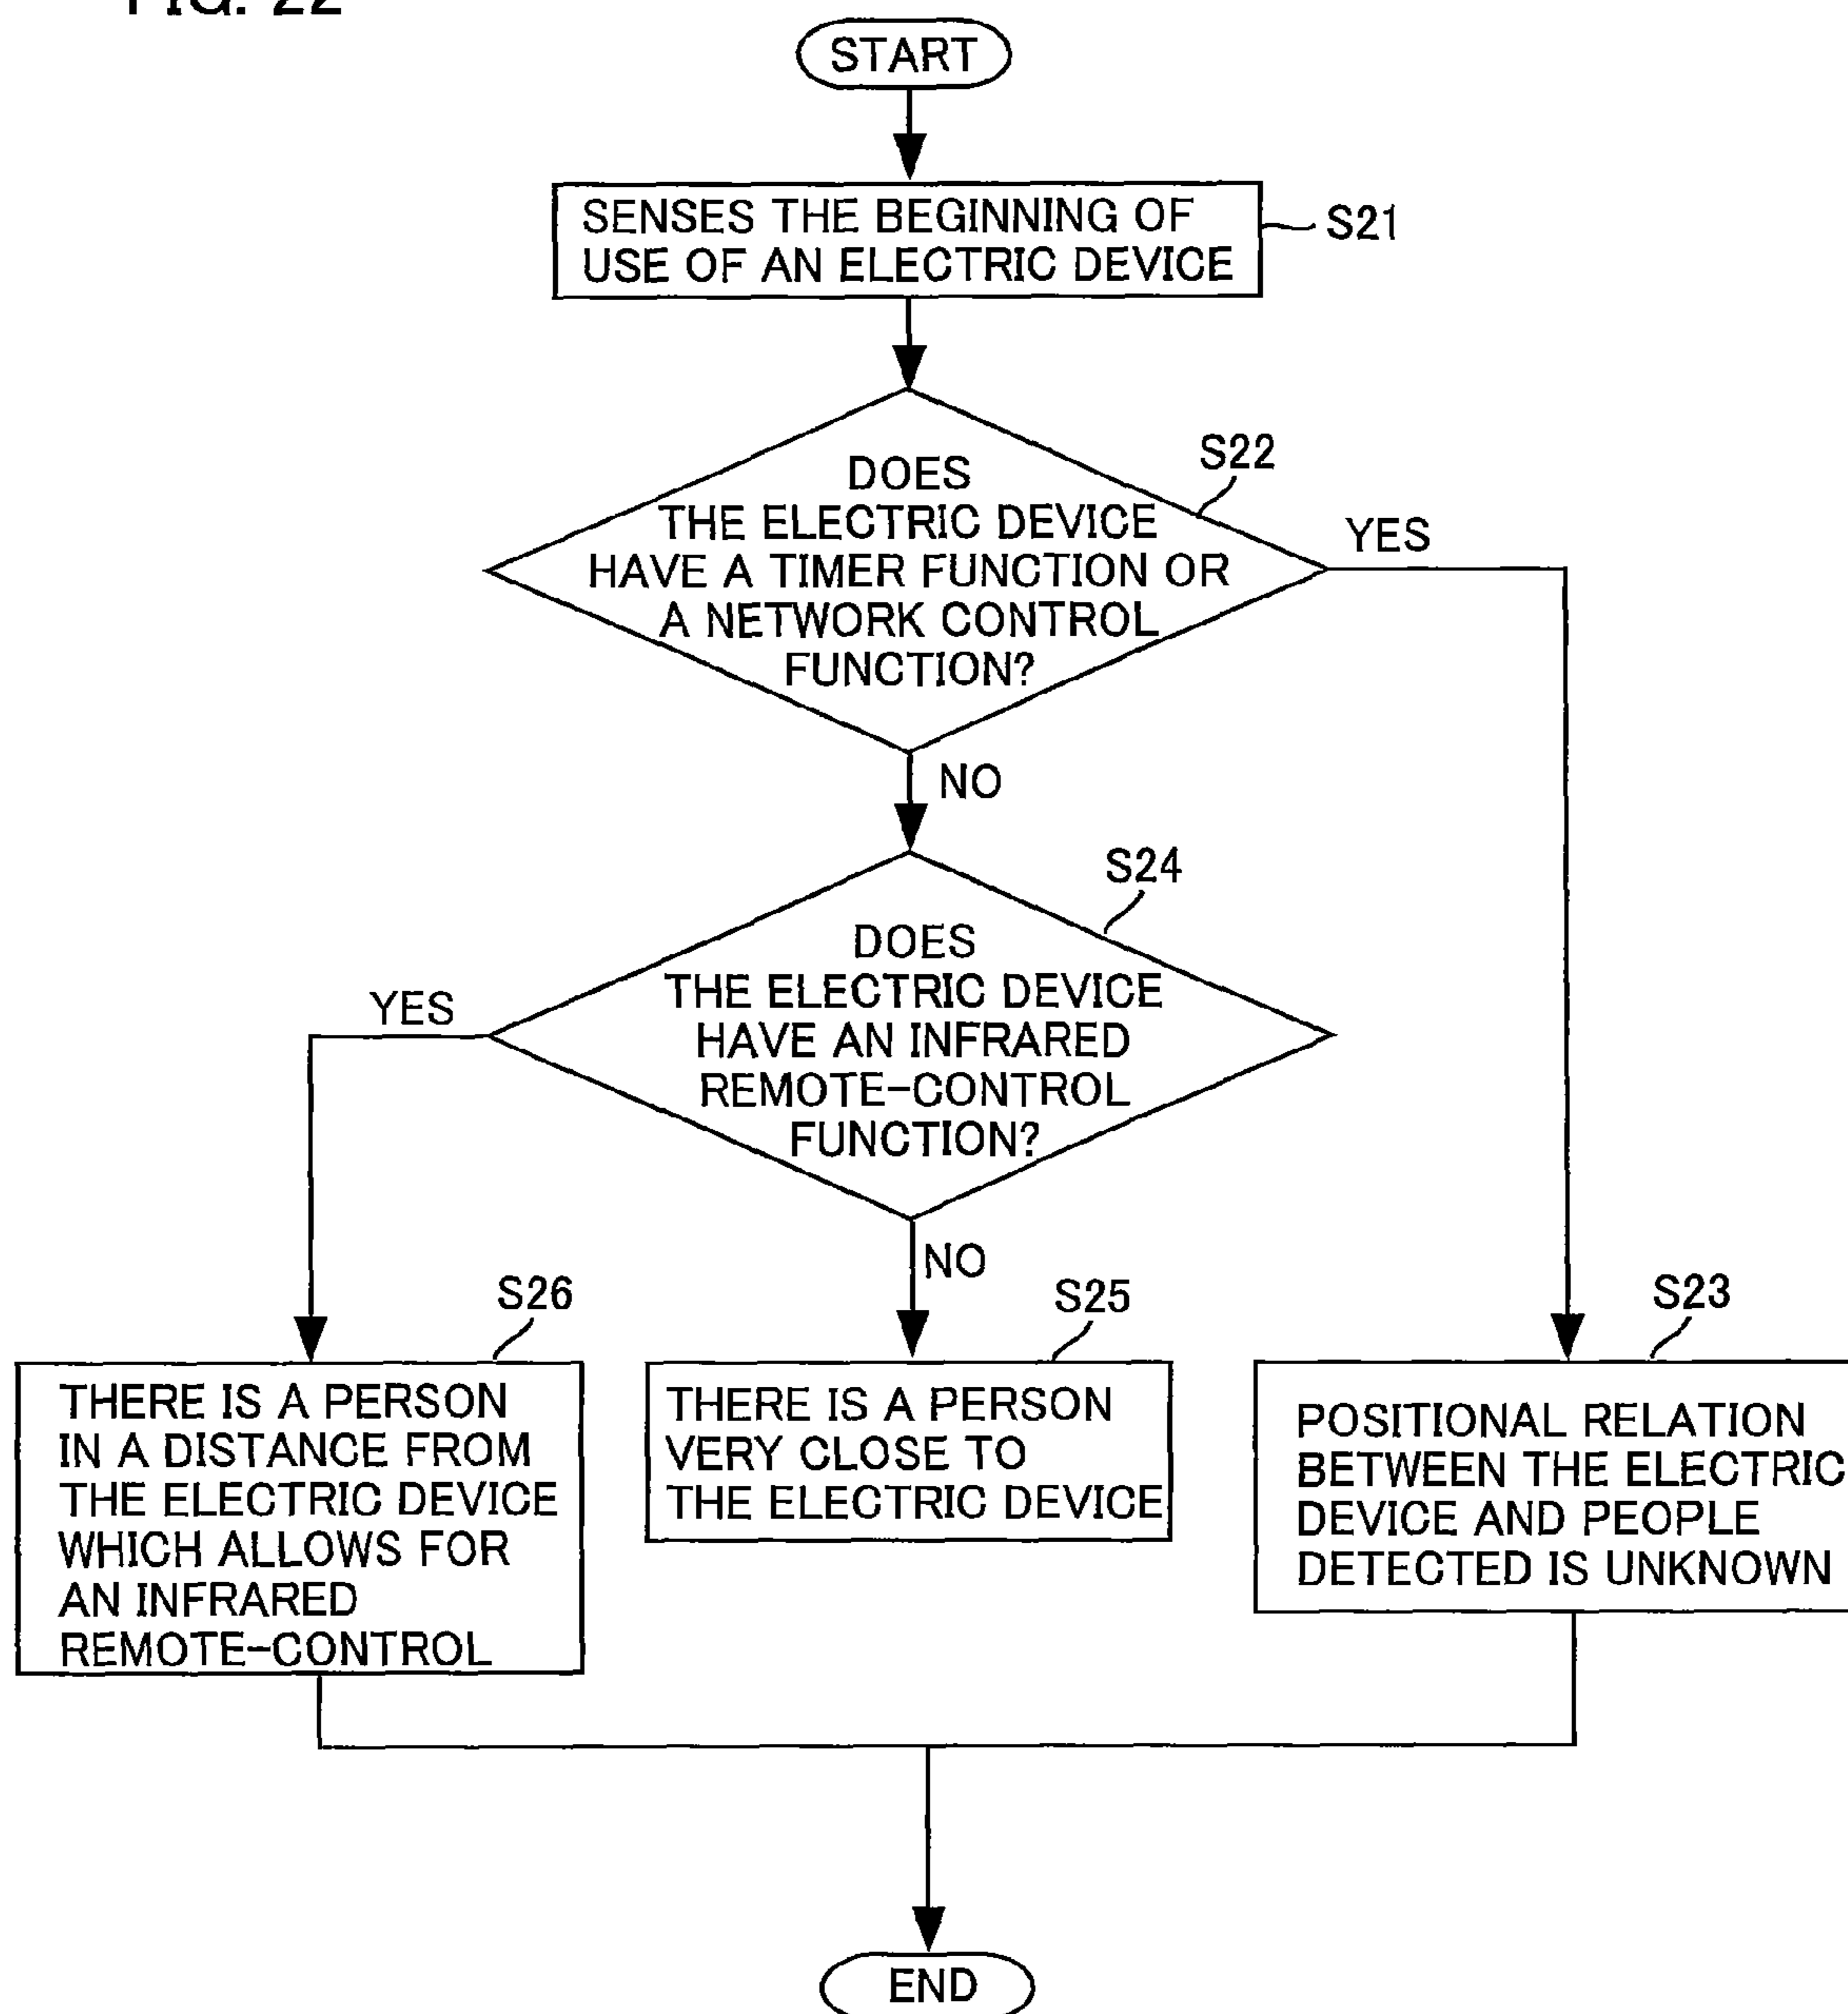 FIG. 22
START
SENSES THE BEGINNING OF
USE OF AN ELECTRIC DEVICE
S21
S22
DOES
THE ELECTRIC DEVICE
HAVE A TIMER FUNCTION OR
A NETWORK CONTROL
FUNCTION?
YES
NO
S24
DOES
THE ELECTRIC DEVICE
HAVE AN INFRARED
REMOTE-CONTROL
FUNCTION?
YES
NO
S26
THERE IS A PERSON
IN A DISTANCE FROM
THE ELECTRIC DEVICE
WHICH ALLOWS FOR
AN INFRARED
REMOTE-CONTROL
S25
THERE IS A PERSON
VERY CLOSE TO
THE ELECTRIC DEVICE
S23
POSITIONAL RELATION
BETWEEN THE ELECTRIC
DEVICE AND PEOPLE
DETECTED IS UNKNOWN
END